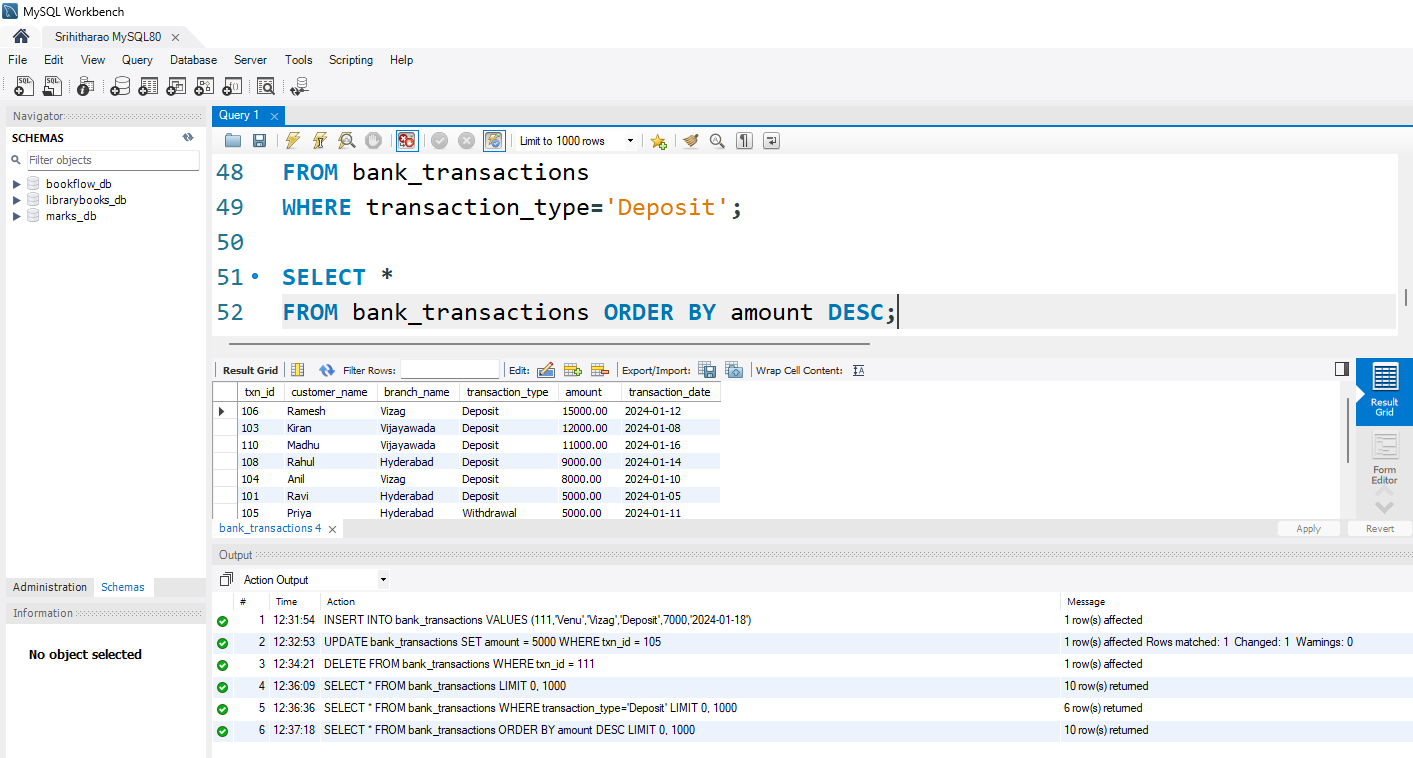 MySQL Workbench
Srihitharao MySQL80
File Edit View Query Database Server Tools Scripting Help
Navigator
SCHEMAS
Filter objects
bookflow_db
librarybooks_db
marks_db
Administration Schemas
Information
No object selected
Query 1
Limit to 1000 rows
48 FROM bank_transactions
49 WHERE transaction_type='Deposit';
50
51 SELECT *
52 FROM bank_transactions ORDER BY amount DESC;
Result Grid Filter Rows: Edit: Export/Import: Wrap Cell Content:
txn_id customer_name branch_name transaction_type amount transaction_date
106 Ramesh Vizag Deposit 15000.00 2024-01-12
103 Kiran Vijayawada Deposit 12000.00 2024-01-08
110 Madhu Vijayawada Deposit 11000.00 2024-01-16
108 Rahul Hyderabad Deposit 9000.00 2024-01-14
104 Anil Vizag Deposit 8000.00 2024-01-10
101 Ravi Hyderabad Deposit 5000.00 2024-01-05
105 Priya Hyderabad Withdrawal 5000.00 2024-01-11
Result
Grid
Form
Editor
bank_transactions 4
Apply Revert
Output
Action Output
# Time Action Message
1 12:31:54 INSERT INTO bank_transactions VALUES (111,'Venu','Vizag','Deposit',7000,'2024-01-18') 1 row(s) affected
2 12:32:53 UPDATE bank_transactions SET amount = 5000 WHERE txn_id = 105 1 row(s) affected Rows matched: 1 Changed: 1 Warnings: 0
3 12:34:21 DELETE FROM bank_transactions WHERE txn_id = 111 1 row(s) affected
4 12:36:09 SELECT * FROM bank_transactions LIMIT 0, 1000 10 row(s) returned
5 12:36:36 SELECT * FROM bank_transactions WHERE transaction_type='Deposit' LIMIT 0, 1000 6 row(s) returned
6 12:37:18 SELECT * FROM bank_transactions ORDER BY amount DESC LIMIT 0, 1000 10 row(s) returned